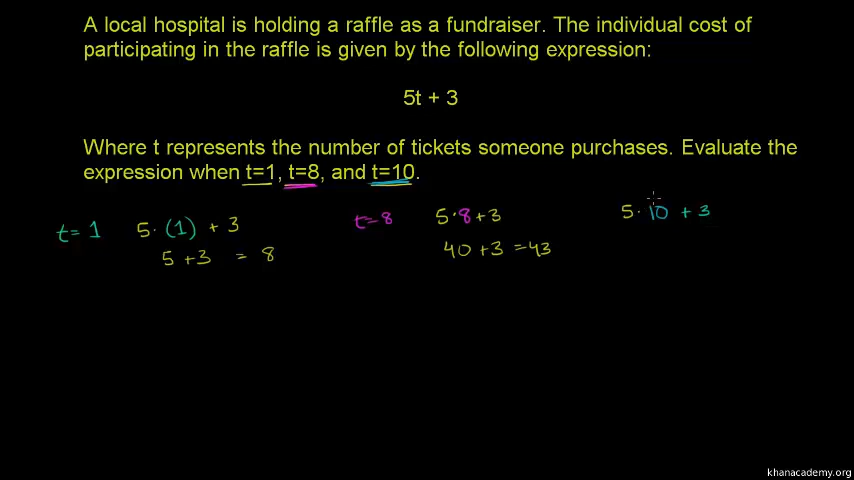 A local hospital is holding a raffle as a fundraiser. The individual cost of
participating in the raffle is given by the following expression:
5t + 3
Where t represents the number of tickets someone purchases. Evaluate the
expression when t=1, t=8, and t=10.
t= 1 5· (1) + 3 t=8 5·8+3 5· 10 + 3
5 +3 = 8 40 +3 =43
khanacademy.org